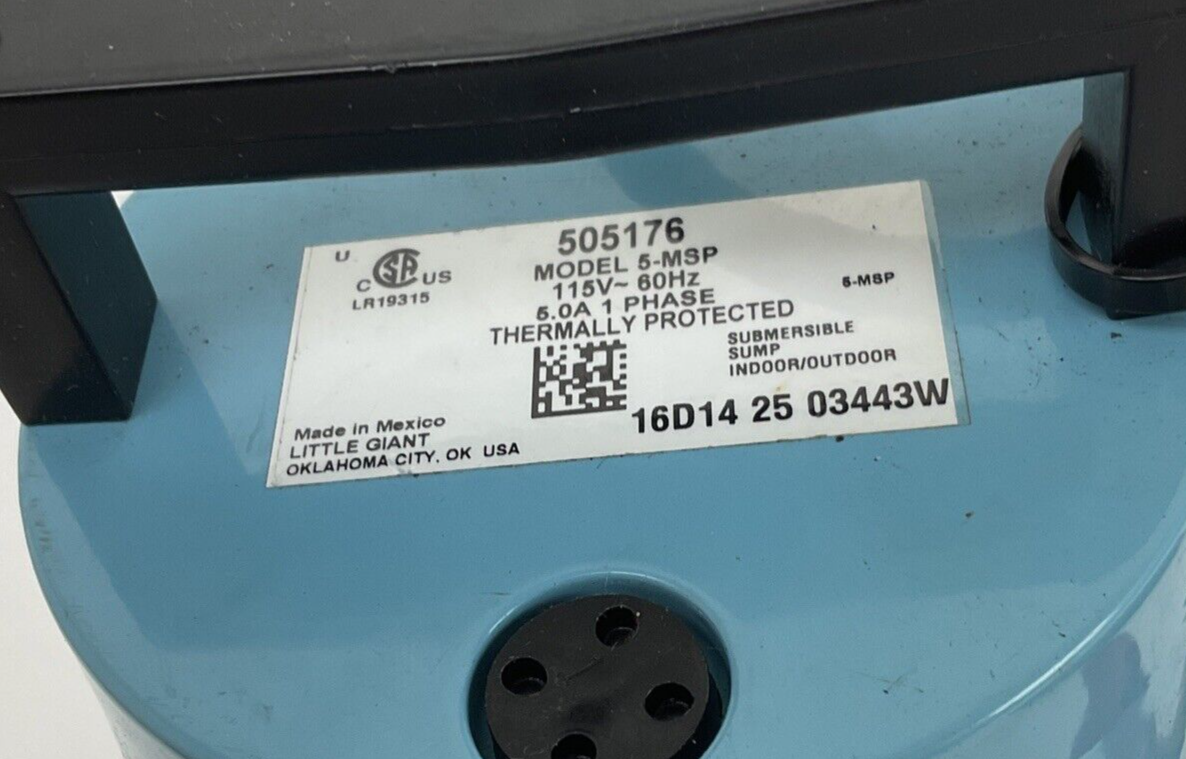 505176
MODEL 5-MSP
115V~ 60Hz
5.0A 1 PHASE
THERMALLY PROTECTED
U
C SA US
LR19315
5-MSP
SUBMERSIBLE
SUMP
INDOOR/OUTDOOR
16D14 25 03443W
Made in Mexico
LITTLE GIANT
OKLAHOMA CITY, OK USA